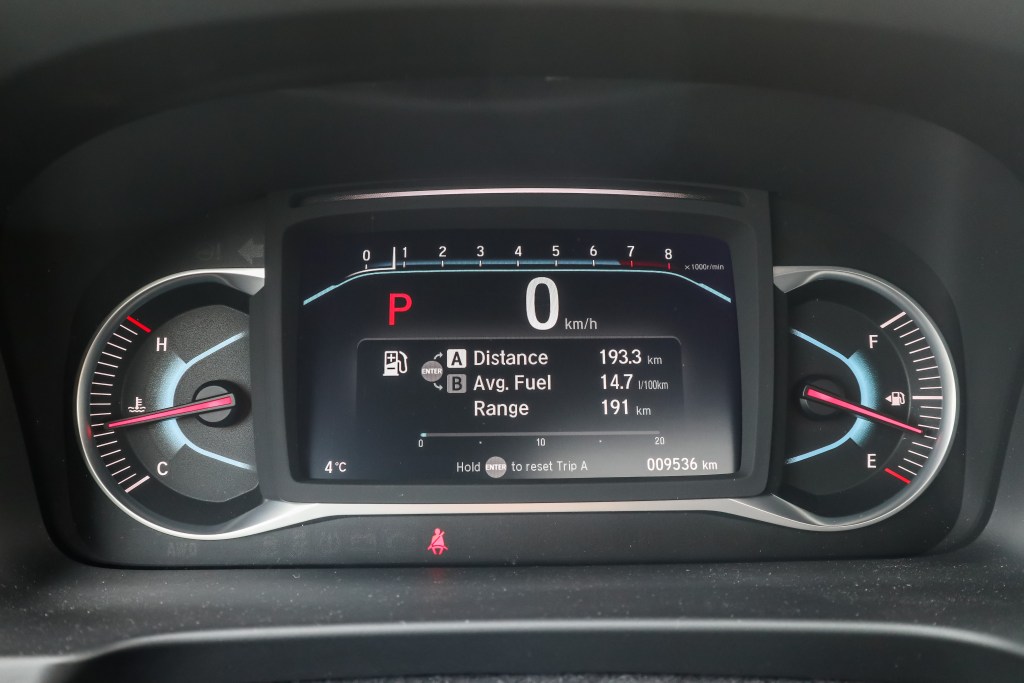 0 1 2 3 4 5 6 7 8 ×1000r/min
P 0 km/h
H
F
ENTER
A Distance 193.3 km
B Avg. Fuel 14.7 l/100km
Range 191 km
0 10 20
C
E
4°C Hold ENTER to reset Trip A 009536 km